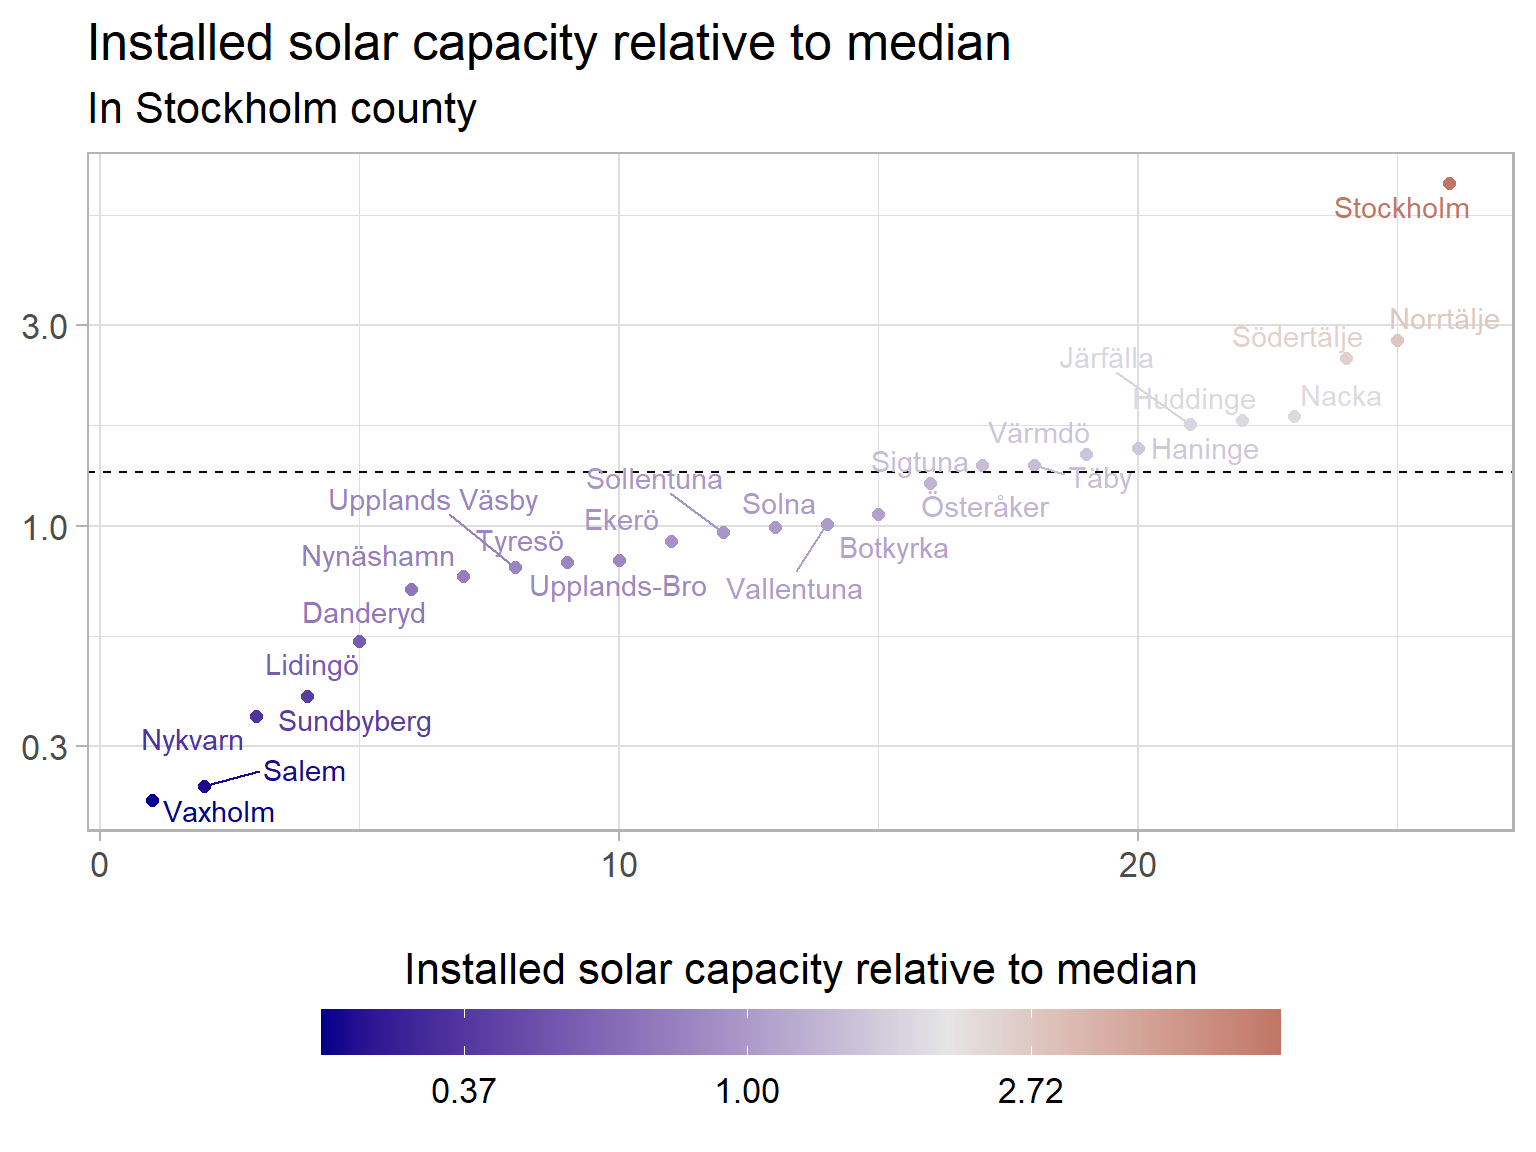 Installed solar capacity relative to median
In Stockholm county
Stockholm
3.0
Norrtälje
Södertälje
Järfälla
Huddinge
Nacka
Värmdö
Haninge
Sigtuna
Täby
Sollentuna
Upplands Väsby
Solna
Österåker
1.0
Ekerö
Tyresö
Botkyrka
Nynäshamn
Upplands-Bro
Vallentuna
Danderyd
Lidingö
Sundbyberg
Nykvarn
0.3
Salem
Vaxholm
0 10 20
Installed solar capacity relative to median
0.37 1.00 2.72